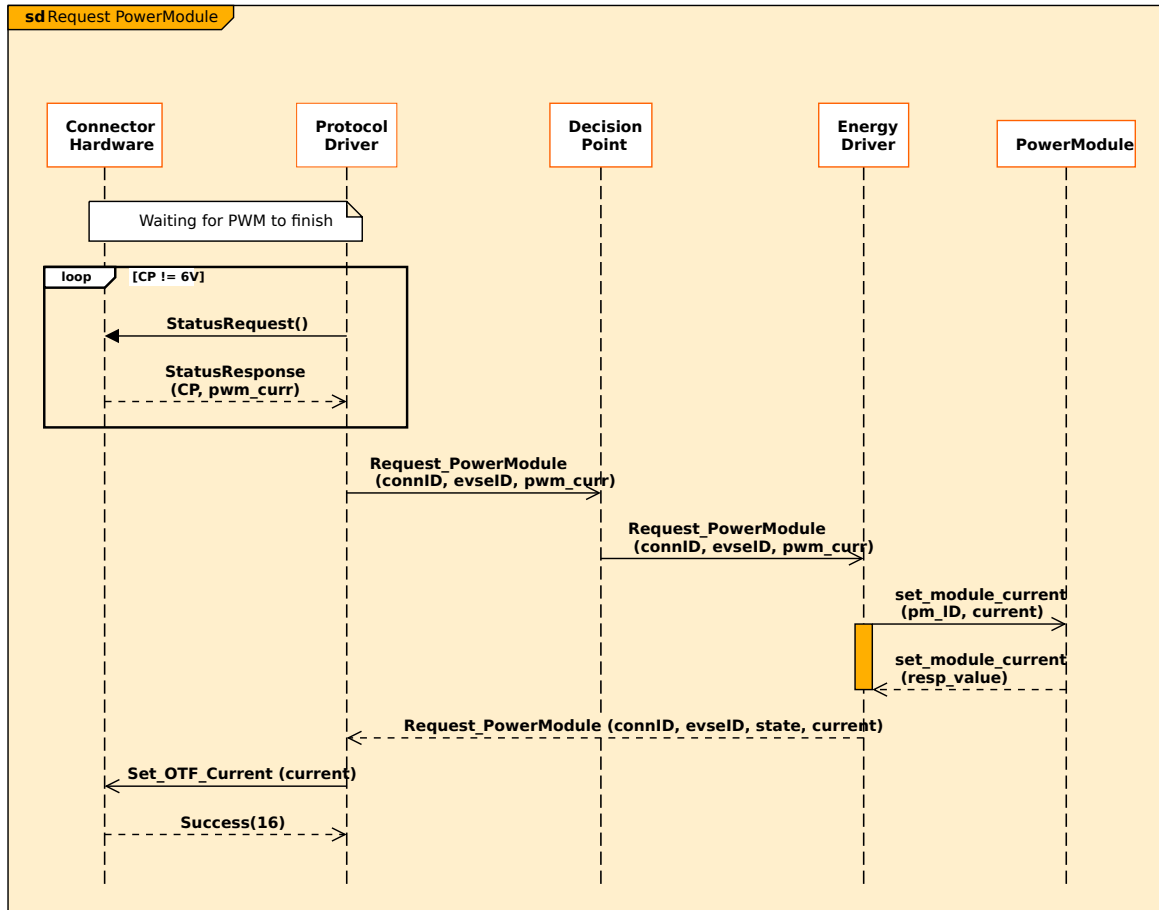 sd Request PowerModule
Connector
Hardware
Protocol
Driver
Decision
Point
Energy
Driver
PowerModule
Waiting for PWM to finish
loop
[CP != 6V]
StatusRequest()
StatusResponse
(CP, pwm_curr)
Request_PowerModule
(connID, evseID, pwm_curr)
Request_PowerModule
(connID, evseID, pwm_curr)
set_module_current
(pm_ID, current)
set_module_current
(resp_value)
Request_PowerModule (connID, evseID, state, current)
Set_OTF_Current (current)
Success(16)